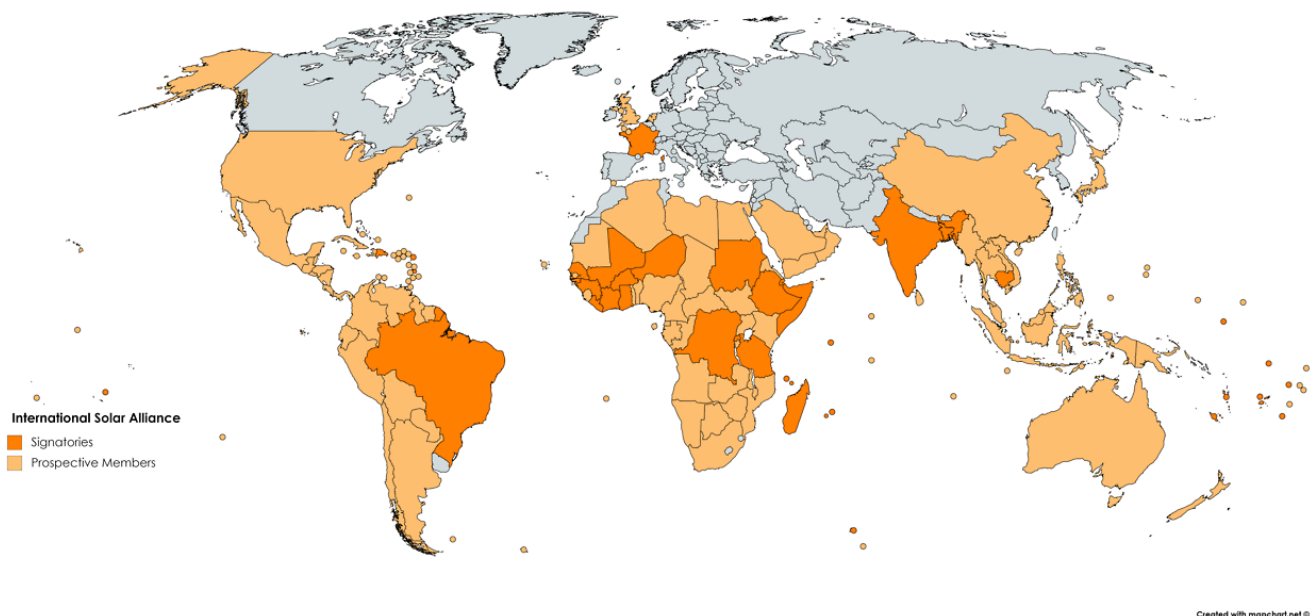 International Solar Alliance
Signatories
Prospective Members
Created with mapchart.net ©